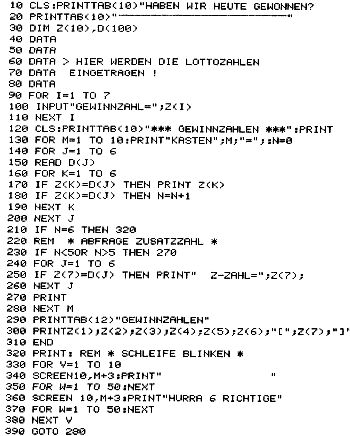 10 CLS:PRINTTAB(10)"HABEN WIR HEUTE GEWONNEN?
20 PRINTTAB(10)"--------------------------------"
30 DIM Z(10),D(100)
40 DATA
50 DATA
60 DATA > HIER WERDEN DIE LOTTOZAHLEN
70 DATA   EINGETRAGEN !
80 DATA
90 FOR I=1 TO 7
100 INPUT"GEWINNZAHL=";Z(I)
110 NEXT I
120 CLS:PRINTTAB(10)"*** GEWINNZAHLEN ***":PRINT
130 FOR M=1 TO 10:PRINT"KASTEN";M;"=";:N=0
140 FOR J=1 TO 6
150 READ D(J)
160 FOR K=1 TO 6
170 IF Z(K)=D(J) THEN PRINT Z(K)
180 IF Z(K)=D(J) THEN N=N+1
190 NEXT K
200 NEXT J
210 IF N=6 THEN 320
220 REM  * ABFRAGE ZUSATZZAHL *
230 IF N<5OR N>5 THEN 270
240 FOR J=1 TO 6
250 IF Z(7)=D(J) THEN PRINT"  Z-ZAHL=";Z(7);
260 NEXT J
270 PRINT
280 NEXT M
290 PRINTTAB(12)"GEWINNZAHLEN"
300 PRINTZ(1);Z(2);Z(3);Z(4);Z(5);Z(6);"[";Z(7);"]"
310 END
320 PRINT: REM * SCHLEIFE BLINKEN *
330 FOR V=1 TO 10
340 SCREEN10,M+3:PRINT"                "
350 FOR W=1 TO 50:NEXT
360 SCREEN 10,M+3:PRINT"HURRA 6 RICHTIGE"
370 FOR W=1 TO 50:NEXT
380 NEXT V
390 GOTO 280